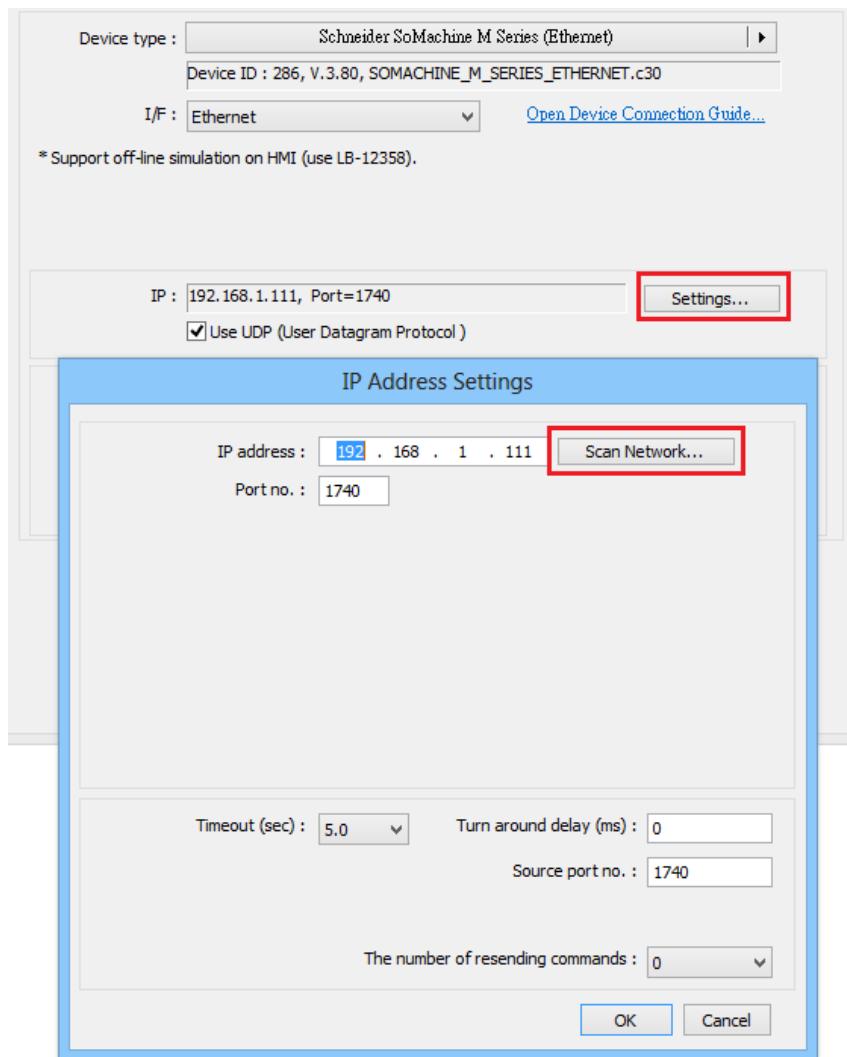 Device type : Schneider SoMachine M Series (Ethernet)
Device ID : 286, V.3.80, SOMACHINE_M_SERIES_ETHERNET.c30
I/F : Ethernet Open Device Connection Guide...
* Support off-line simulation on HMI (use LB-12358).
IP : 192.168.1.111, Port=1740 Settings...
Use UDP (User Datagram Protocol )
IP Address Settings
IP address : 192 . 168 . 1 . 111 Scan Network...
Port no. : 1740
Timeout (sec) : 5.0 Turn around delay (ms) : 0
Source port no. : 1740
The number of resending commands : 0
OK Cancel